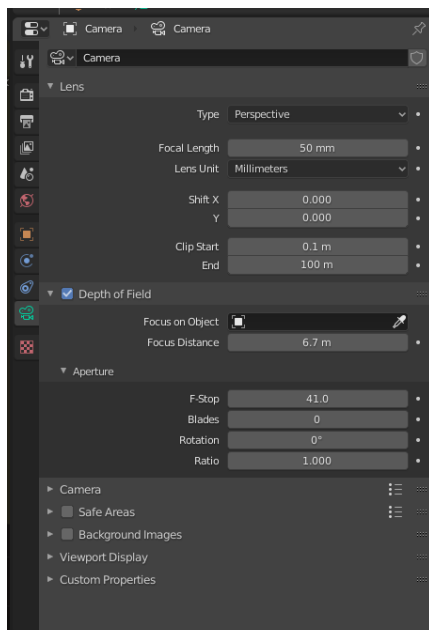 Camera Camera
Camera
Lens
Type Perspective
Focal Length 50 mm
Lens Unit Millimeters
Shift X 0.000
Y 0.000
Clip Start 0.1 m
End 100 m
Depth of Field
Focus on Object
Focus Distance 6.7 m
Aperture
F-Stop 41.0
Blades 0
Rotation 0°
Ratio 1.000
Camera
Safe Areas
Background Images
Viewport Display
Custom Properties